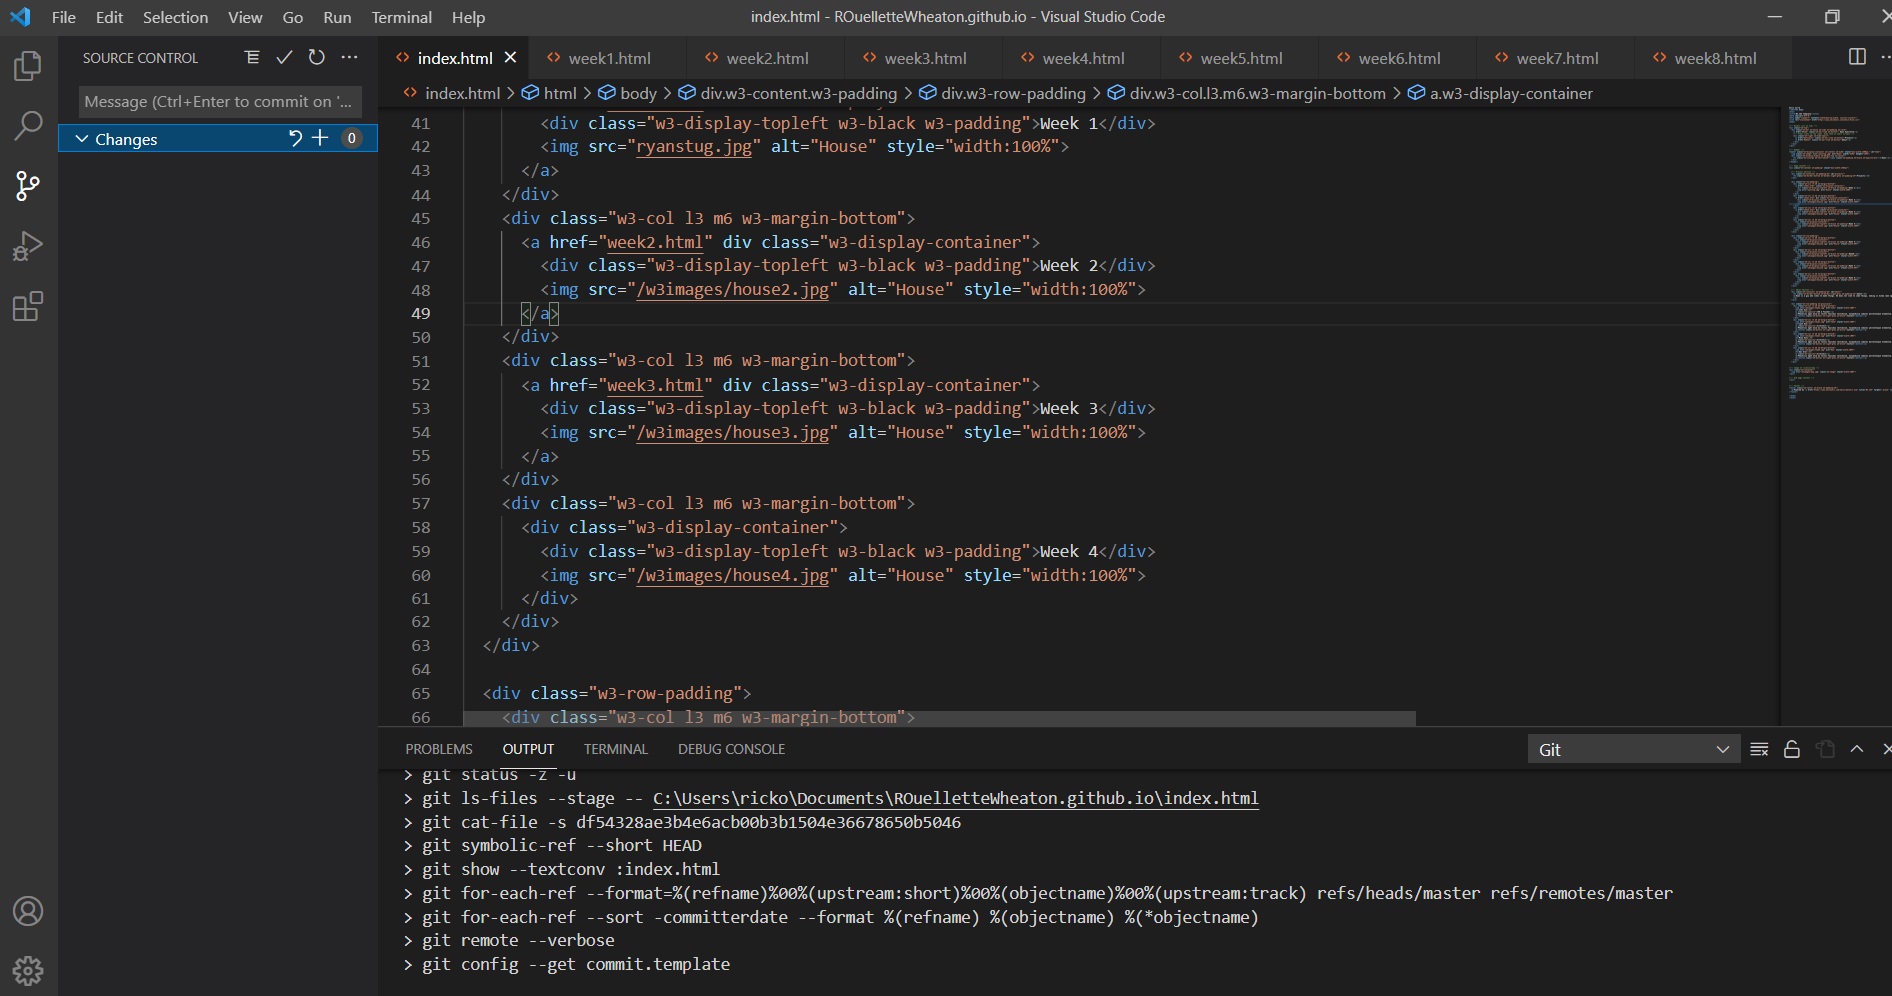 File Edit Selection View Go Run Terminal Help
index.html - ROuelletteWheaton.github.io - Visual Studio Code
SOURCE CONTROL
Message (Ctrl+Enter to commit on '...
Changes 0
index.html week1.html week2.html week3.html week4.html week5.html week6.html week7.html week8.html
index.html > html > body > div.w3-content.w3-padding > div.w3-row-padding > div.w3-col.l3.m6.w3-margin-bottom > a.w3-display-container
41 <div class="w3-display-topleft w3-black w3-padding">Week 1</div>
42 <img src="ryanstug.jpg" alt="House" style="width:100%">
43 </a>
44 </div>
45 <div class="w3-col l3 m6 w3-margin-bottom">
46 <a href="week2.html" div class="w3-display-container">
47 <div class="w3-display-topleft w3-black w3-padding">Week 2</div>
48 <img src="/w3images/house2.jpg" alt="House" style="width:100%">
49 </a>
50 </div>
51 <div class="w3-col l3 m6 w3-margin-bottom">
52 <a href="week3.html" div class="w3-display-container">
53 <div class="w3-display-topleft w3-black w3-padding">Week 3</div>
54 <img src="/w3images/house3.jpg" alt="House" style="width:100%">
55 </a>
56 </div>
57 <div class="w3-col l3 m6 w3-margin-bottom">
58 <div class="w3-display-container">
59 <div class="w3-display-topleft w3-black w3-padding">Week 4</div>
60 <img src="/w3images/house4.jpg" alt="House" style="width:100%">
61 </div>
62 </div>
63 </div>
64
65 <div class="w3-row-padding">
66 <div class="w3-col l3 m6 w3-margin-bottom">
PROBLEMS OUTPUT TERMINAL DEBUG CONSOLE Git
> git status -z -u
> git ls-files --stage -- C:\Users\ricko\Documents\ROuelletteWheaton.github.io\index.html
> git cat-file -s df54328ae3b4e6acb00b3b1504e36678650b5046
> git symbolic-ref --short HEAD
> git show --textconv :index.html
> git for-each-ref --format=%(refname)%00%(upstream:short)%00%(objectname)%00%(upstream:track) refs/heads/master refs/remotes/master
> git for-each-ref --sort -committerdate --format %(refname) %(objectname) %(*objectname)
> git remote --verbose
> git config --get commit.template